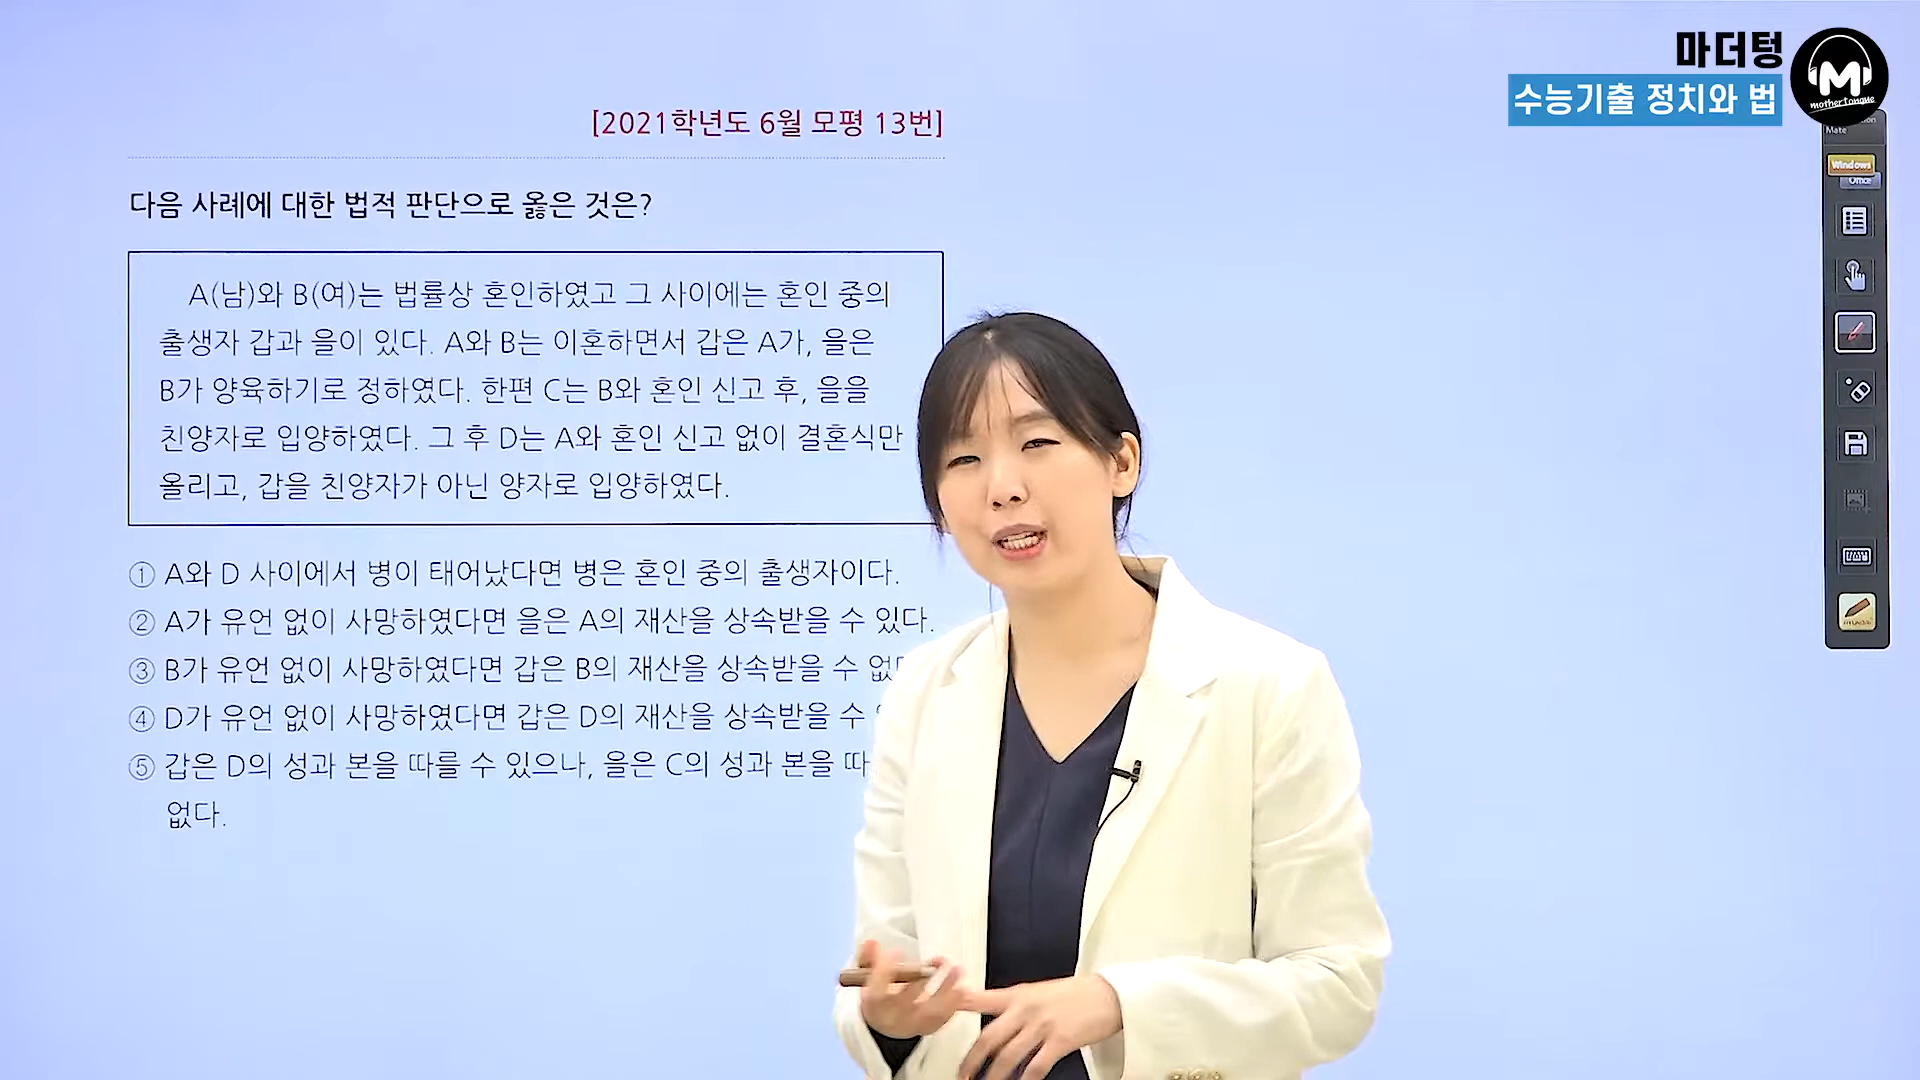 마더텅
수능기출 정치와 법
mothertongue
Mate
Windows
Office
[2021학년도 6월 모평 13번]
다음 사례에 대한 법적 판단으로 옳은 것은?
A(남)와 B(여)는 법률상 혼인하였고 그 사이에는 혼인 중의
출생자 갑과 을이 있다. A와 B는 이혼하면서 갑은 A가, 을은
B가 양육하기로 정하였다. 한편 C는 B와 혼인 신고 후, 을을
친양자로 입양하였다. 그 후 D는 A와 혼인 신고 없이 결혼식만
올리고, 갑을 친양자가 아닌 양자로 입양하였다.
① A와 D 사이에서 병이 태어났다면 병은 혼인 중의 출생자이다.
② A가 유언 없이 사망하였다면 을은 A의 재산을 상속받을 수 있다.
③ B가 유언 없이 사망하였다면 갑은 B의 재산을 상속받을 수
④ D가 유언 없이 사망하였다면 갑은 D의 재산을 상속받을 수
⑤ 갑은 D의 성과 본을 따를 수 있으나, 을은 C의 성과 본을
없다.